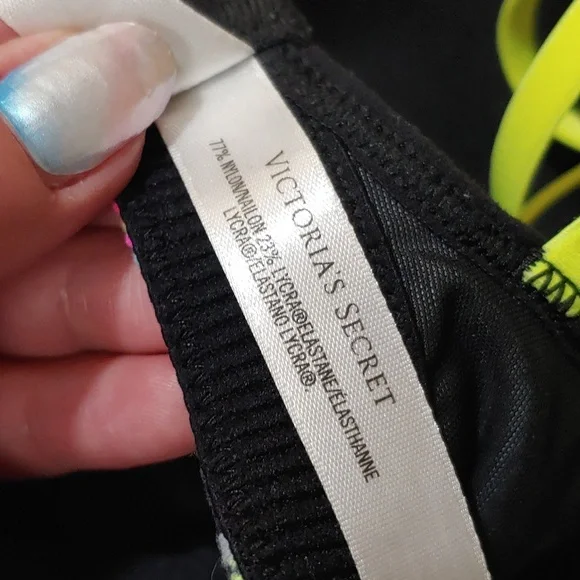 VICTORIA'S SECRET
77% NYLON/NAILON 23% LYCRA®ELASTANE/ELASTHANNE
LYCRA®/ELASTANO LYCRA®.